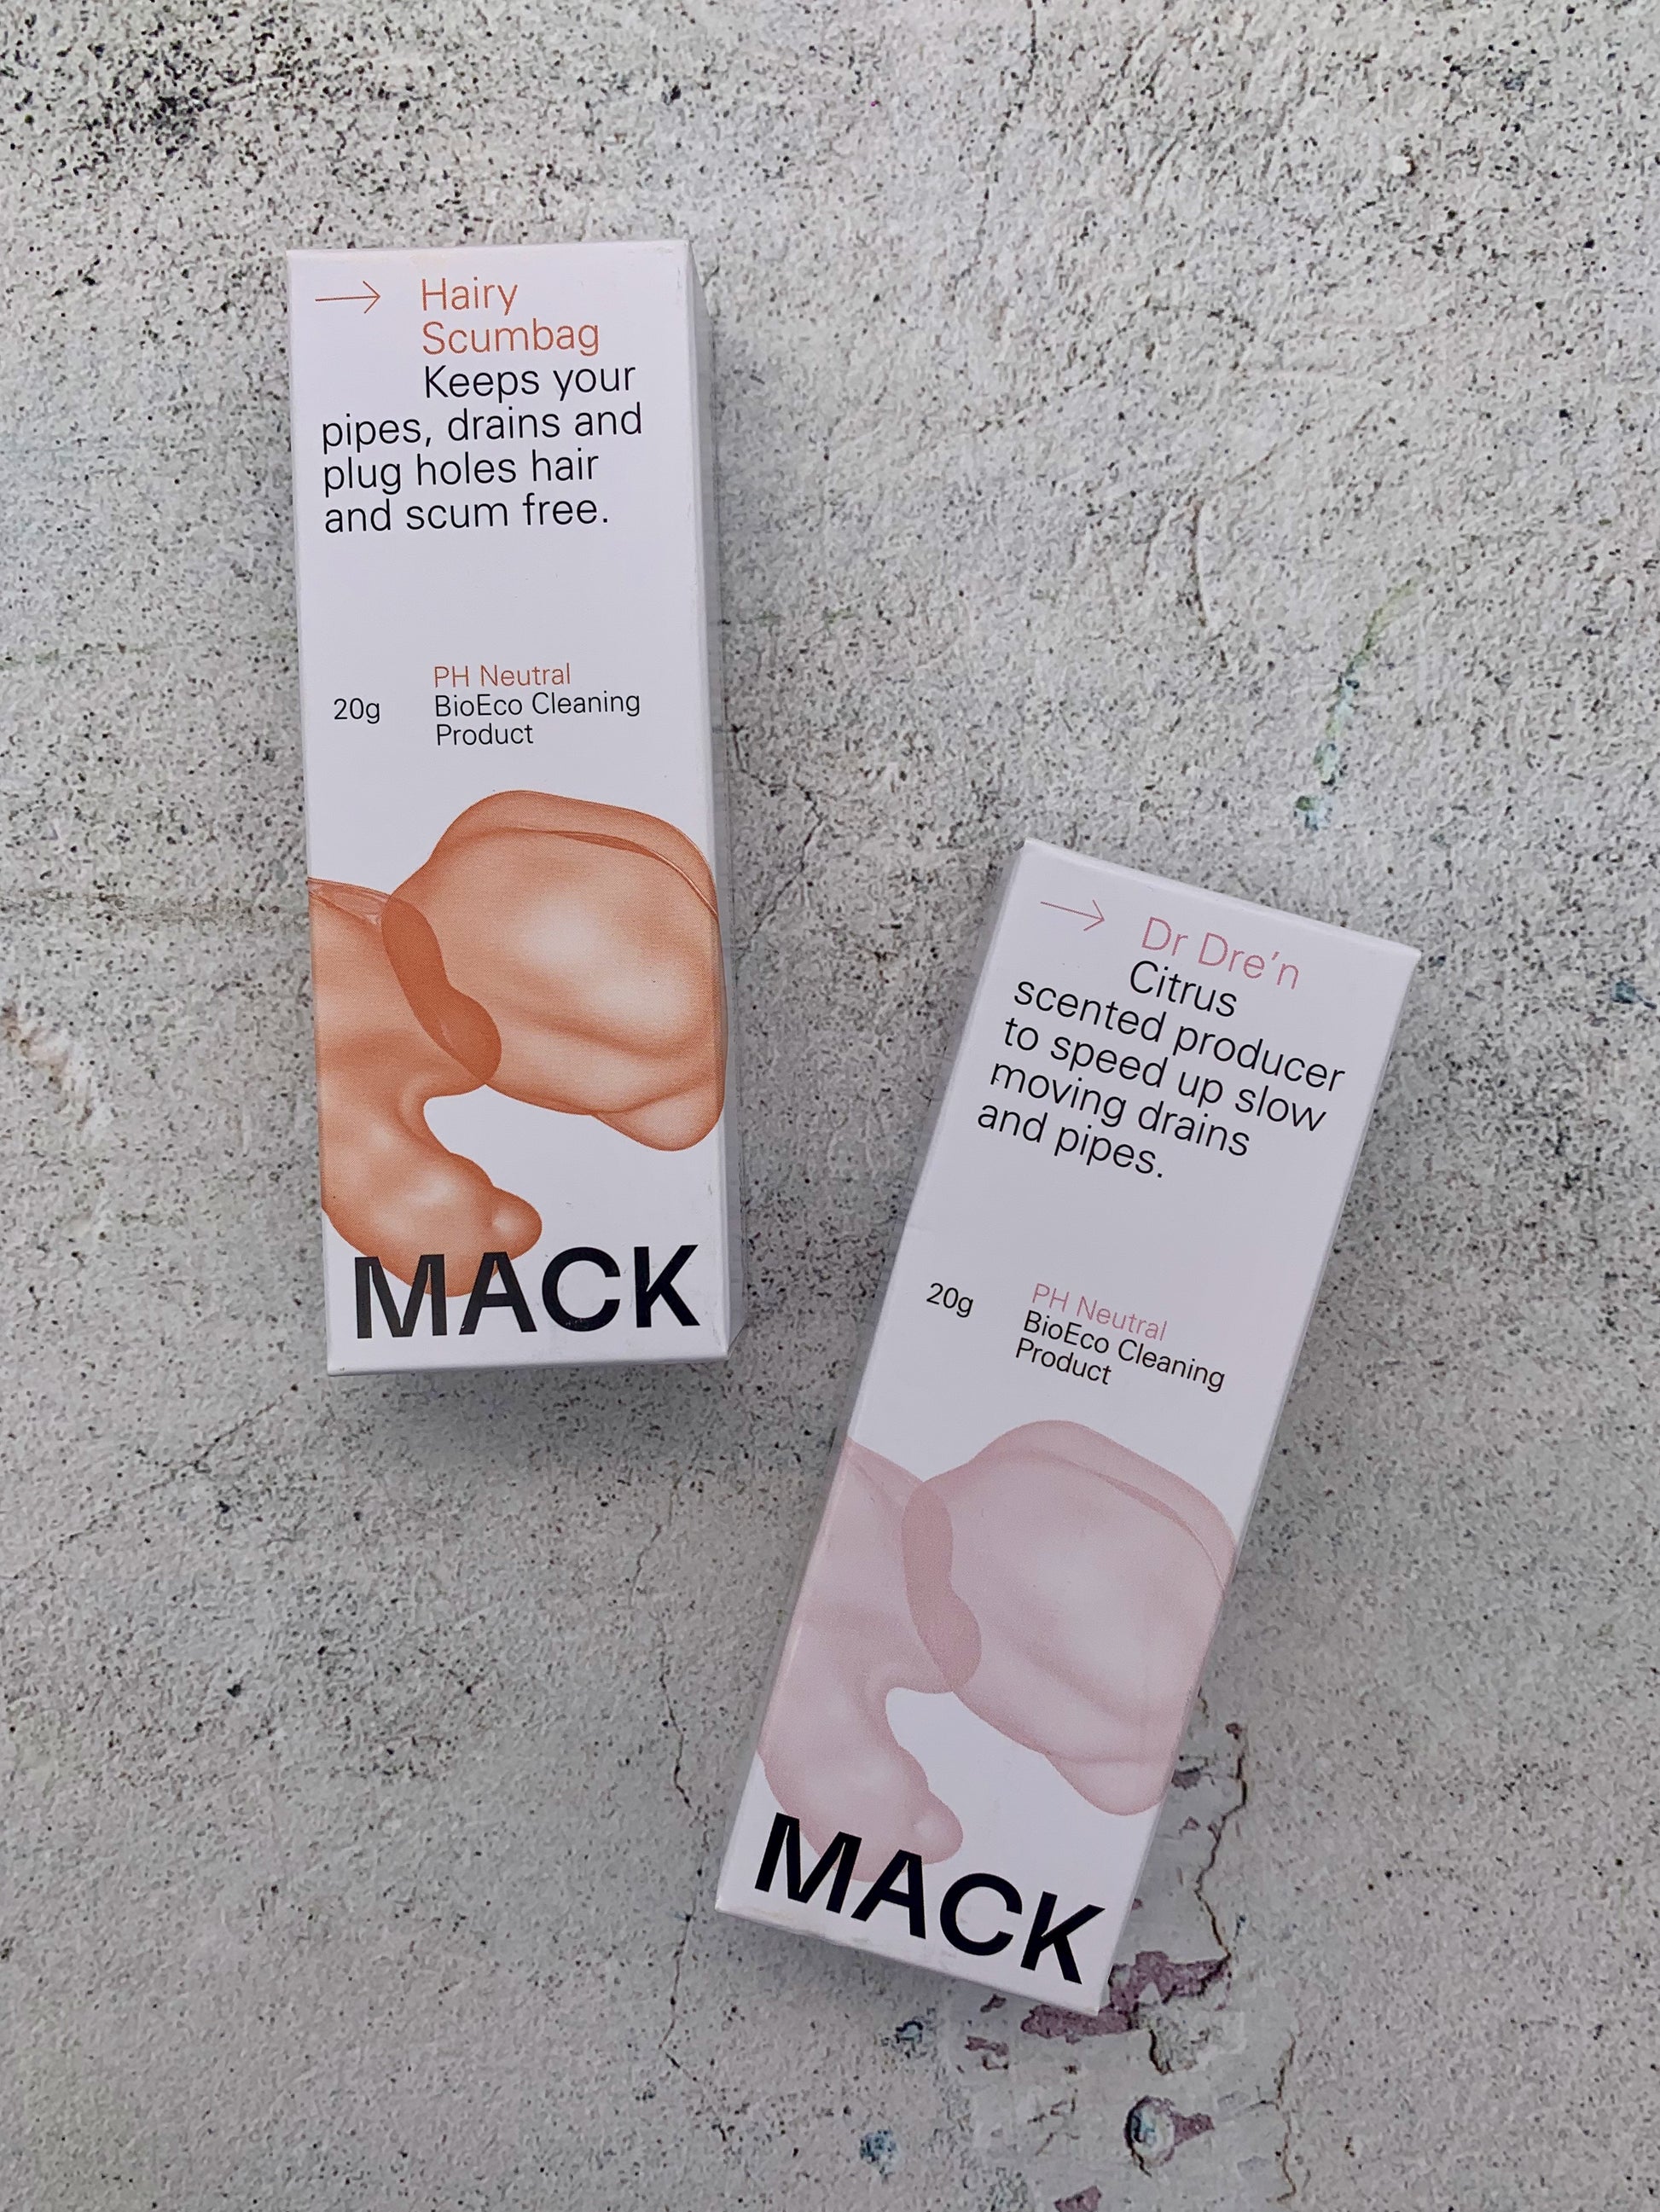 Hairy
Scumbag
Keeps your
pipes, drains and
plug holes hair
and scum free.
20g
PH Neutral
BioEco Cleaning
Product
MACK
Dr Dre'n
Citrus
scented producer
to speed up slow
moving drains
and pipes.
20g
PH Neutral
BioEco Cleaning
Product
MACK